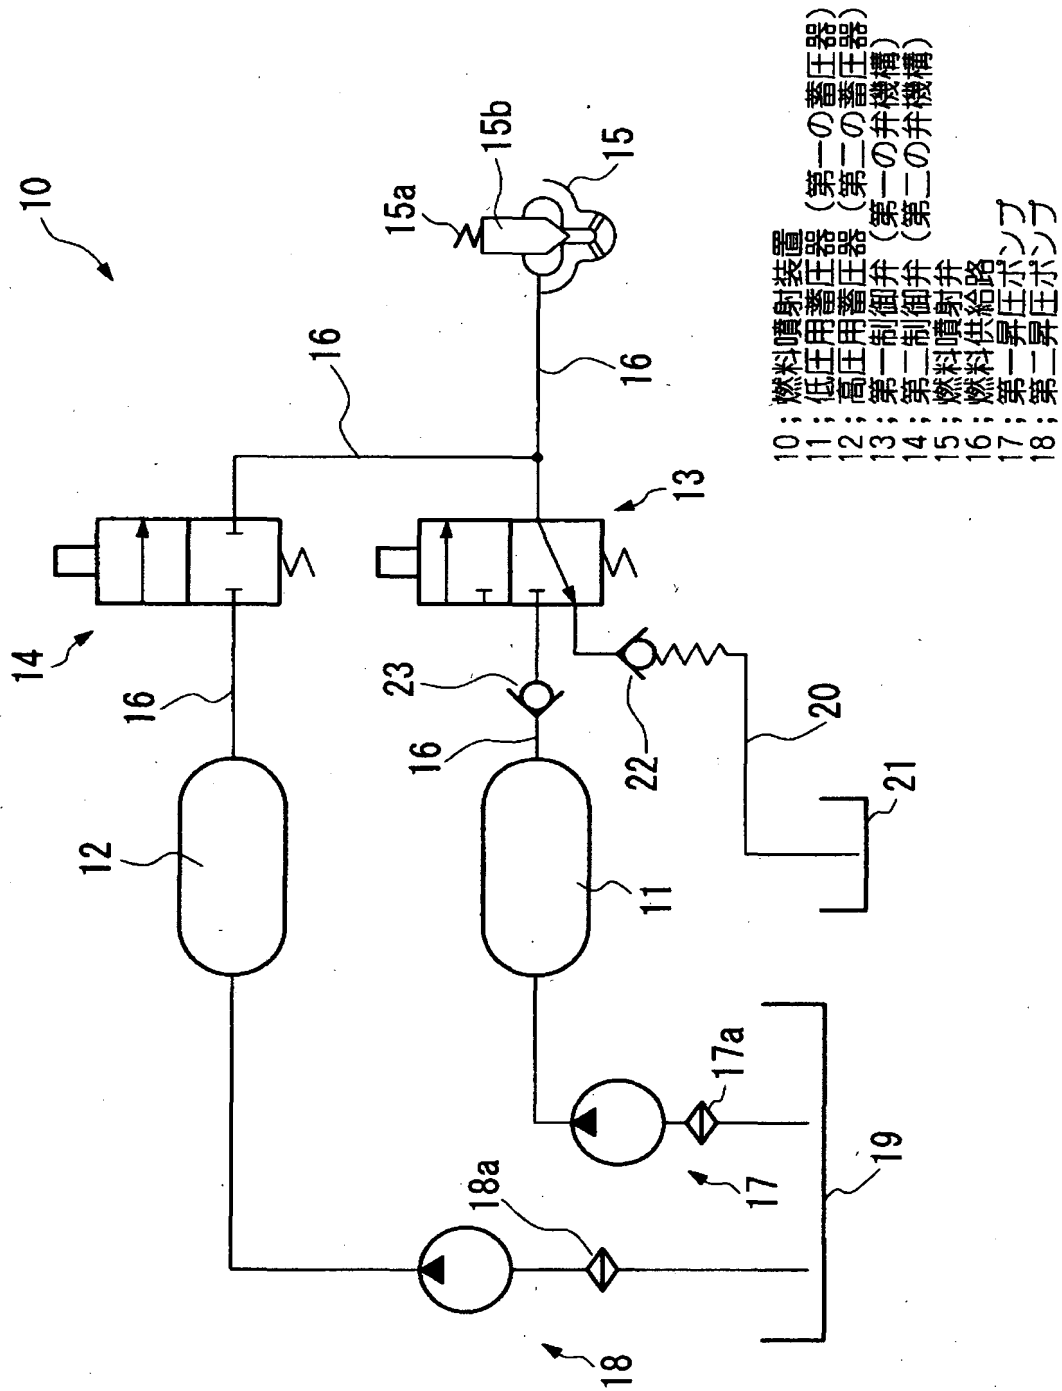 10
15a
15b
15
16
16
14
13
16
23
16
22
20
21
12
11
17a
17
19
18a
18
10；燃料噴射装置
11；低圧用蓄圧器（第一の蓄圧器）
12；高圧用蓄圧器（第二の蓄圧器）
13；第一制御弁（第一の弁機構）
14；第二制御弁（第二の弁機構）
15；燃料噴射弁
16；燃料供給路
17；第一昇圧ポンプ
18；第二昇圧ポンプ